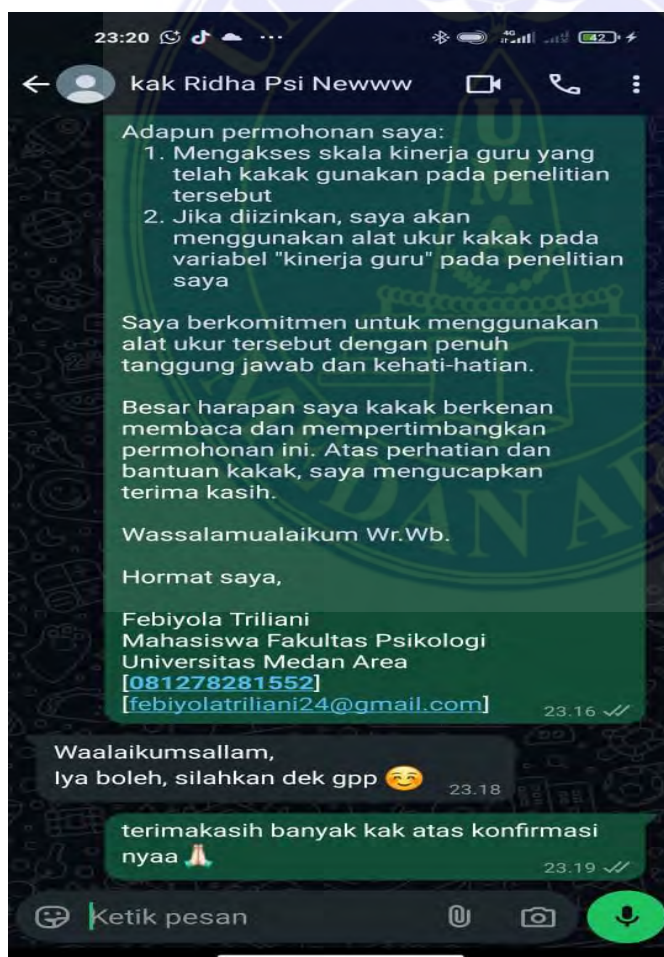 23:20 ... 4G 42
kak Ridha Psi Newww
Adapun permohonan saya:
1. Mengakses skala kinerja guru yang
telah kakak gunakan pada penelitian
tersebut
2. Jika diizinkan, saya akan
menggunakan alat ukur kakak pada
variabel "kinerja guru" pada penelitian
saya
Saya berkomitmen untuk menggunakan
alat ukur tersebut dengan penuh
tanggung jawab dan kehati-hatian.
Besar harapan saya kakak berkenan
membaca dan mempertimbangkan
permohonan ini. Atas perhatian dan
bantuan kakak, saya mengucapkan
terima kasih.
Wassalamualaikum Wr.Wb.
Hormat saya,
Febiyola Triliani
Mahasiswa Fakultas Psikologi
Universitas Medan Area
[081278281552]
[febiyolatriliani24@gmail.com] 23.16
Waalaikumsallam,
Iya boleh, silahkan dek gpp 😊 23.18
terimakasih banyak kak atas konfirmasi
nyaa 🙏🏻 23.19
Ketik pesan